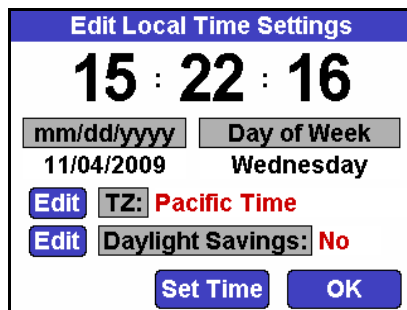 Edit Local Time Settings
15 : 22 : 16
mm/dd/yyyy Day of Week
11/04/2009 Wednesday
Edit TZ: Pacific Time
Edit Daylight Savings: No
Set Time OK